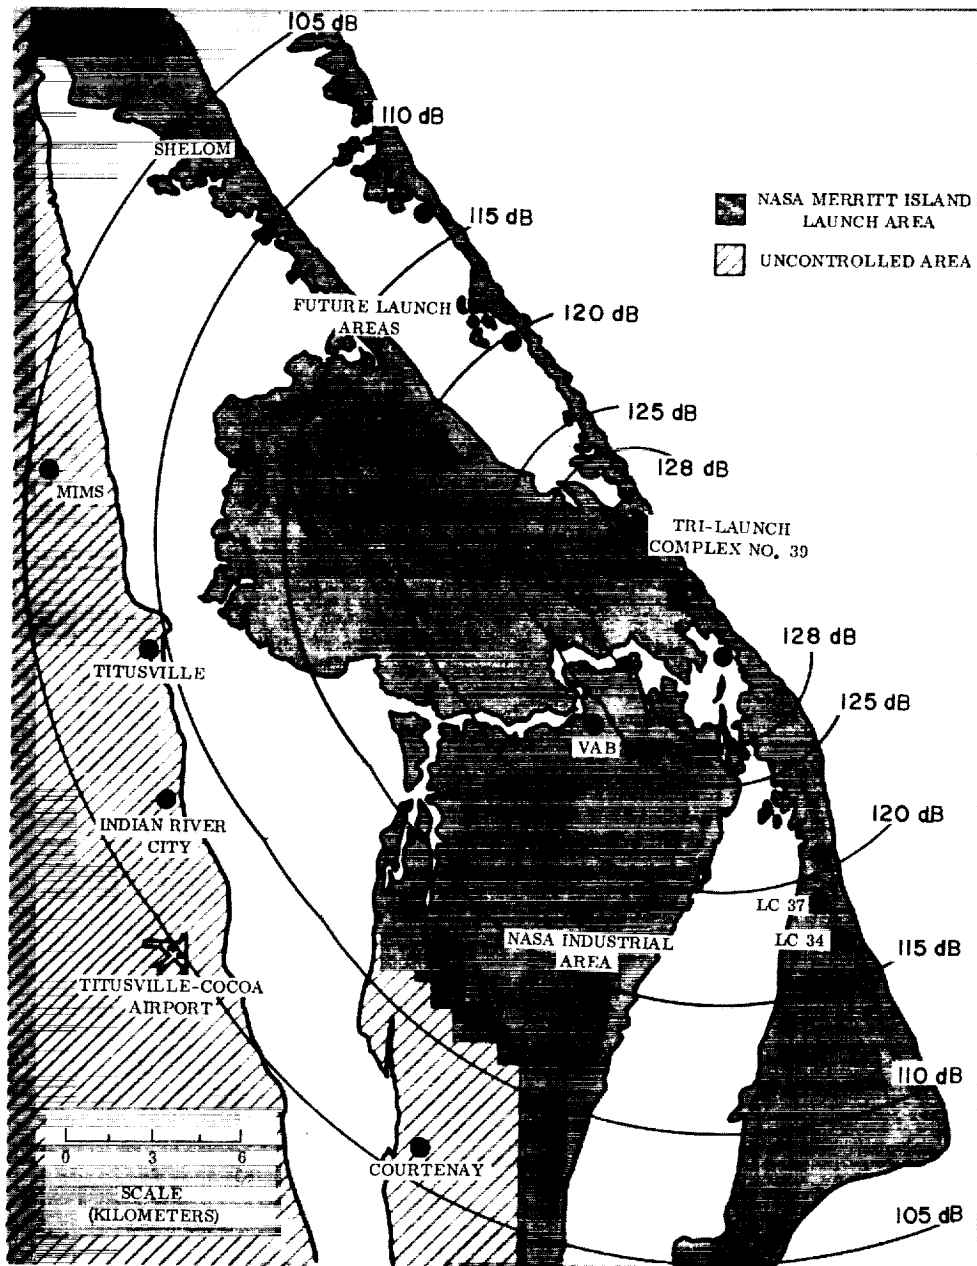 105 dB
110 dB
SHELOM
115 dB
NASA MERRITT ISLAND
LAUNCH AREA
UNCONTROLLED AREA
FUTURE LAUNCH
AREAS
120 dB
125 dB
128 dB
MIMS
TRI-LAUNCH
COMPLEX NO. 39
128 dB
TITUSVILLE
125 dB
VAB
120 dB
INDIAN RIVER
CITY
LC 37
LC 34
NASA INDUSTRIAL
AREA
115 dB
TITUSVILLE-COCOA
AIRPORT
110 dB
0 3 6
SCALE
(KILOMETERS)
COURTENAY
105 dB